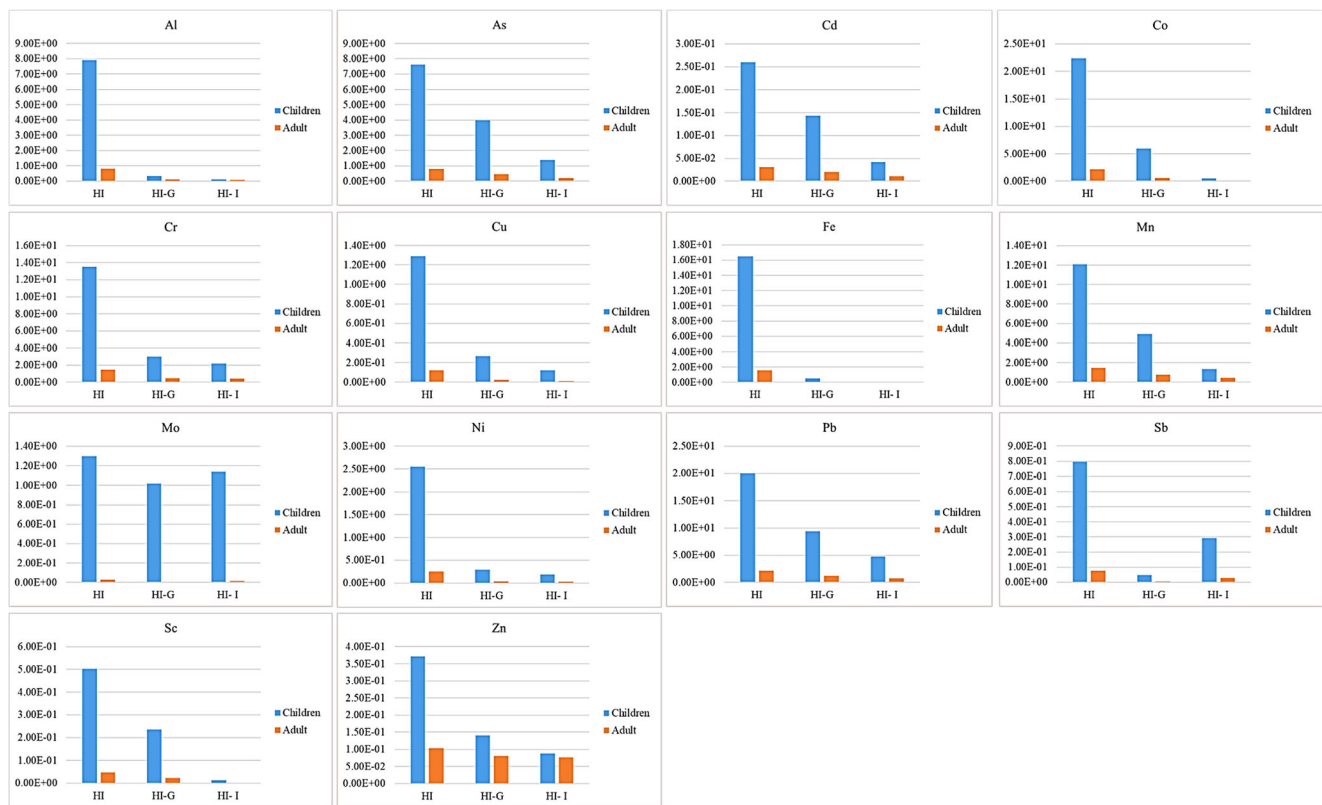 Al
9.00E+00
8.00E+00
7.00E+00
6.00E+00
5.00E+00
4.00E+00
3.00E+00
2.00E+00
1.00E+00
0.00E+00
HI HI-G HI- I
Children
Adult
As
9.00E+00
8.00E+00
7.00E+00
6.00E+00
5.00E+00
4.00E+00
3.00E+00
2.00E+00
1.00E+00
0.00E+00
HI HI-G HI- I
Children
Adult
Cd
3.00E-01
2.50E-01
2.00E-01
1.50E-01
1.00E-01
5.00E-02
0.00E+00
HI HI-G HI- I
Children
Adult
Co
2.50E+01
2.00E+01
1.50E+01
1.00E+01
5.00E+00
0.00E+00
HI HI-G HI- I
Children
Adult
Cr
1.60E+01
1.40E+01
1.20E+01
1.00E+01
8.00E+00
6.00E+00
4.00E+00
2.00E+00
0.00E+00
HI HI-G HI- I
Children
Adult
Cu
1.40E+00
1.20E+00
1.00E+00
8.00E-01
6.00E-01
4.00E-01
2.00E-01
0.00E+00
HI HI-G HI- I
Children
Adult
Fe
1.80E+01
1.60E+01
1.40E+01
1.20E+01
1.00E+01
8.00E+00
6.00E+00
4.00E+00
2.00E+00
0.00E+00
HI HI-G HI- I
Children
Adult
Mn
1.40E+01
1.20E+01
1.00E+01
8.00E+00
6.00E+00
4.00E+00
2.00E+00
0.00E+00
HI HI-G HI- I
Children
Adult
Mo
1.40E+00
1.20E+00
1.00E+00
8.00E-01
6.00E-01
4.00E-01
2.00E-01
0.00E+00
HI HI-G HI- I
Children
Adult
Ni
3.00E+00
2.50E+00
2.00E+00
1.50E+00
1.00E+00
5.00E-01
0.00E+00
HI HI-G HI- I
Children
Adult
Pb
2.50E+01
2.00E+01
1.50E+01
1.00E+01
5.00E+00
0.00E+00
HI HI-G HI- I
Children
Adult
Sb
9.00E-01
8.00E-01
7.00E-01
6.00E-01
5.00E-01
4.00E-01
3.00E-01
2.00E-01
1.00E-01
0.00E+00
HI HI-G HI- I
Children
Adult
Sc
6.00E-01
5.00E-01
4.00E-01
3.00E-01
2.00E-01
1.00E-01
0.00E+00
HI HI-G HI- I
Children
Adult
Zn
4.00E-01
3.50E-01
3.00E-01
2.50E-01
2.00E-01
1.50E-01
1.00E-01
5.00E-02
0.00E+00
HI HI-G HI- I
Children
Adult